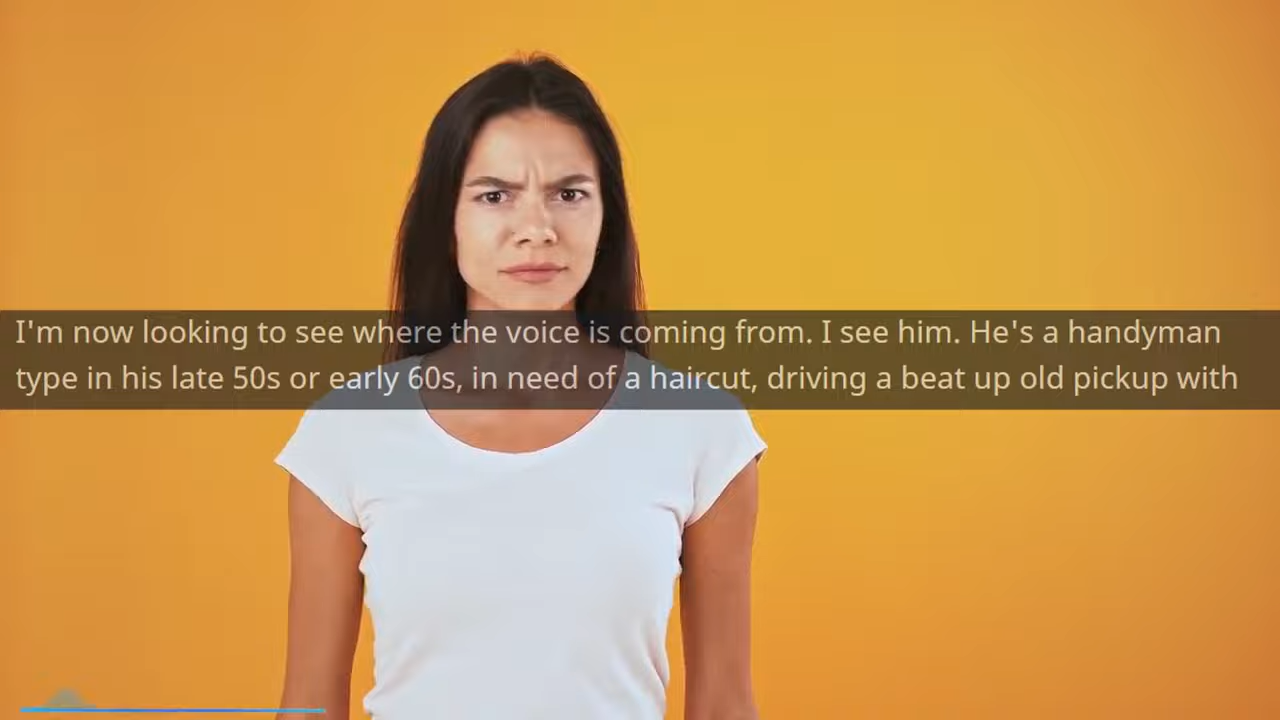 I'm now looking to see where the voice is coming from. I see him. He's a handyman
type in his late 50s or early 60s, in need of a haircut, driving a beat up old pickup with